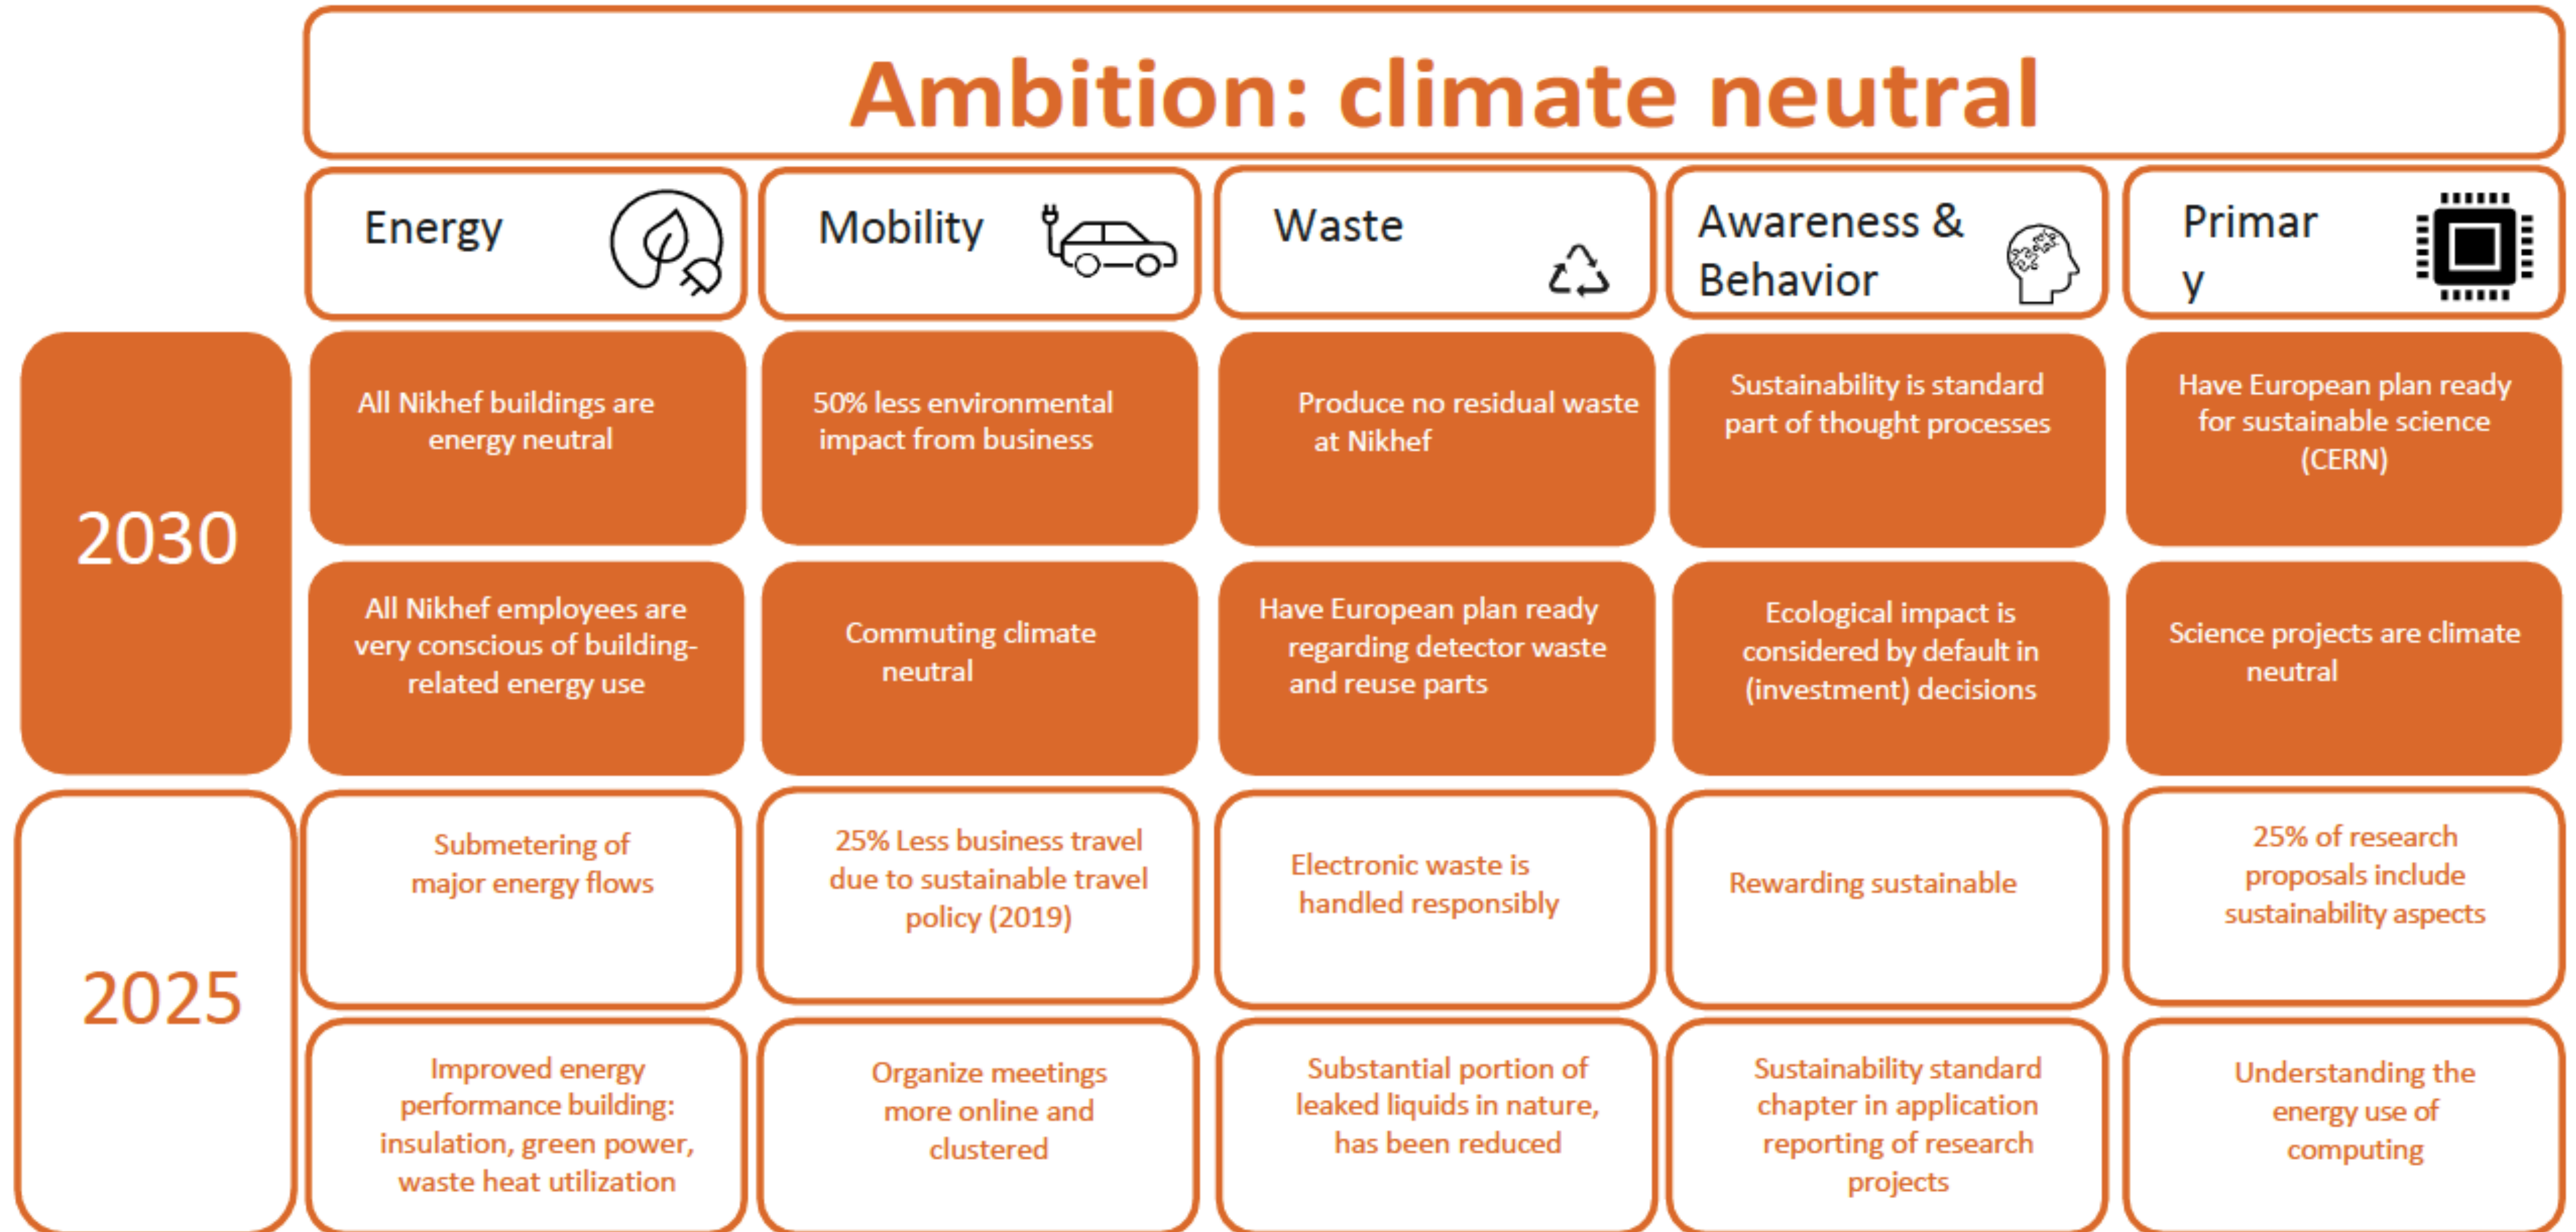 Ambition: climate neutral
Energy
Mobility
Waste
Awareness &
Behavior
Primar
y
2030
All Nikhef buildings are
energy neutral
50% less environmental
impact from business
Produce no residual waste
at Nikhef
Sustainability is standard
part of thought processes
Have European plan ready
for sustainable science
(CERN)
All Nikhef employees are
very conscious of building-
related energy use
Commuting climate
neutral
Have European plan ready
regarding detector waste
and reuse parts
Ecological impact is
considered by default in
(investment) decisions
Science projects are climate
neutral
2025
Submetering of
major energy flows
25% Less business travel
due to sustainable travel
policy (2019)
Electronic waste is
handled responsibly
Rewarding sustainable
25% of research
proposals include
sustainability aspects
Improved energy
performance building:
insulation, green power,
waste heat utilization
Organize meetings
more online and
clustered
Substantial portion of
leaked liquids in nature,
has been reduced
Sustainability standard
chapter in application
reporting of research
projects
Understanding the
energy use of
computing